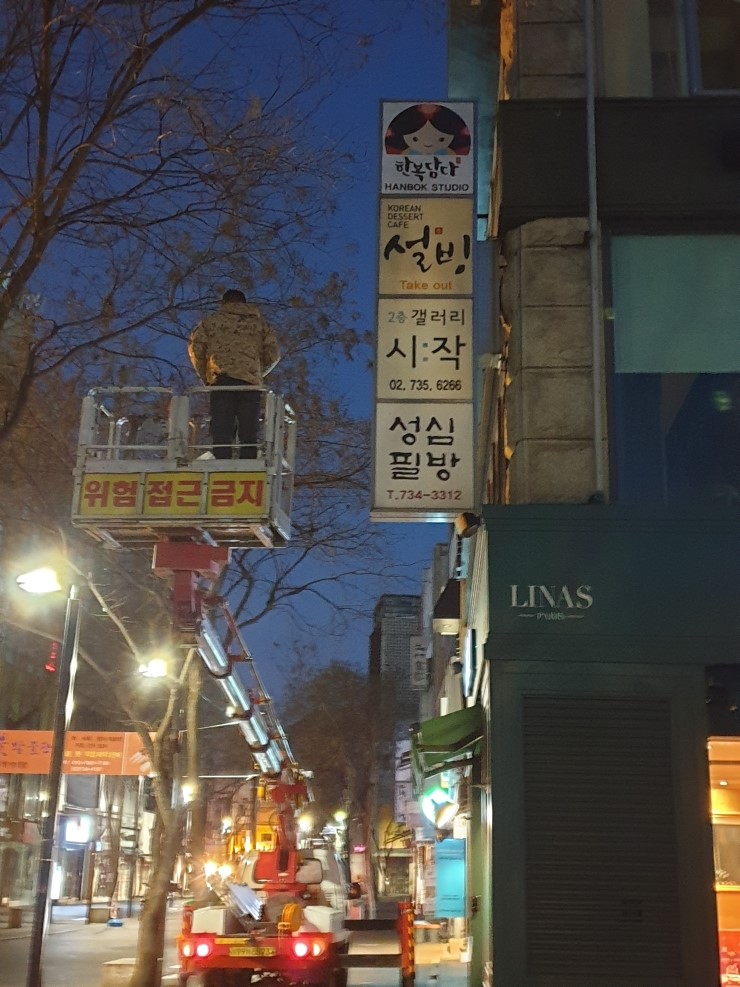 한복담다
HANBOK STUDIO
KOREAN
DESSERT
CAFE
설빙
Take out
2층 갤러리
시:작
02. 735. 6266
성심
필방
T.734-3312
위험 접근 금지
LINAS